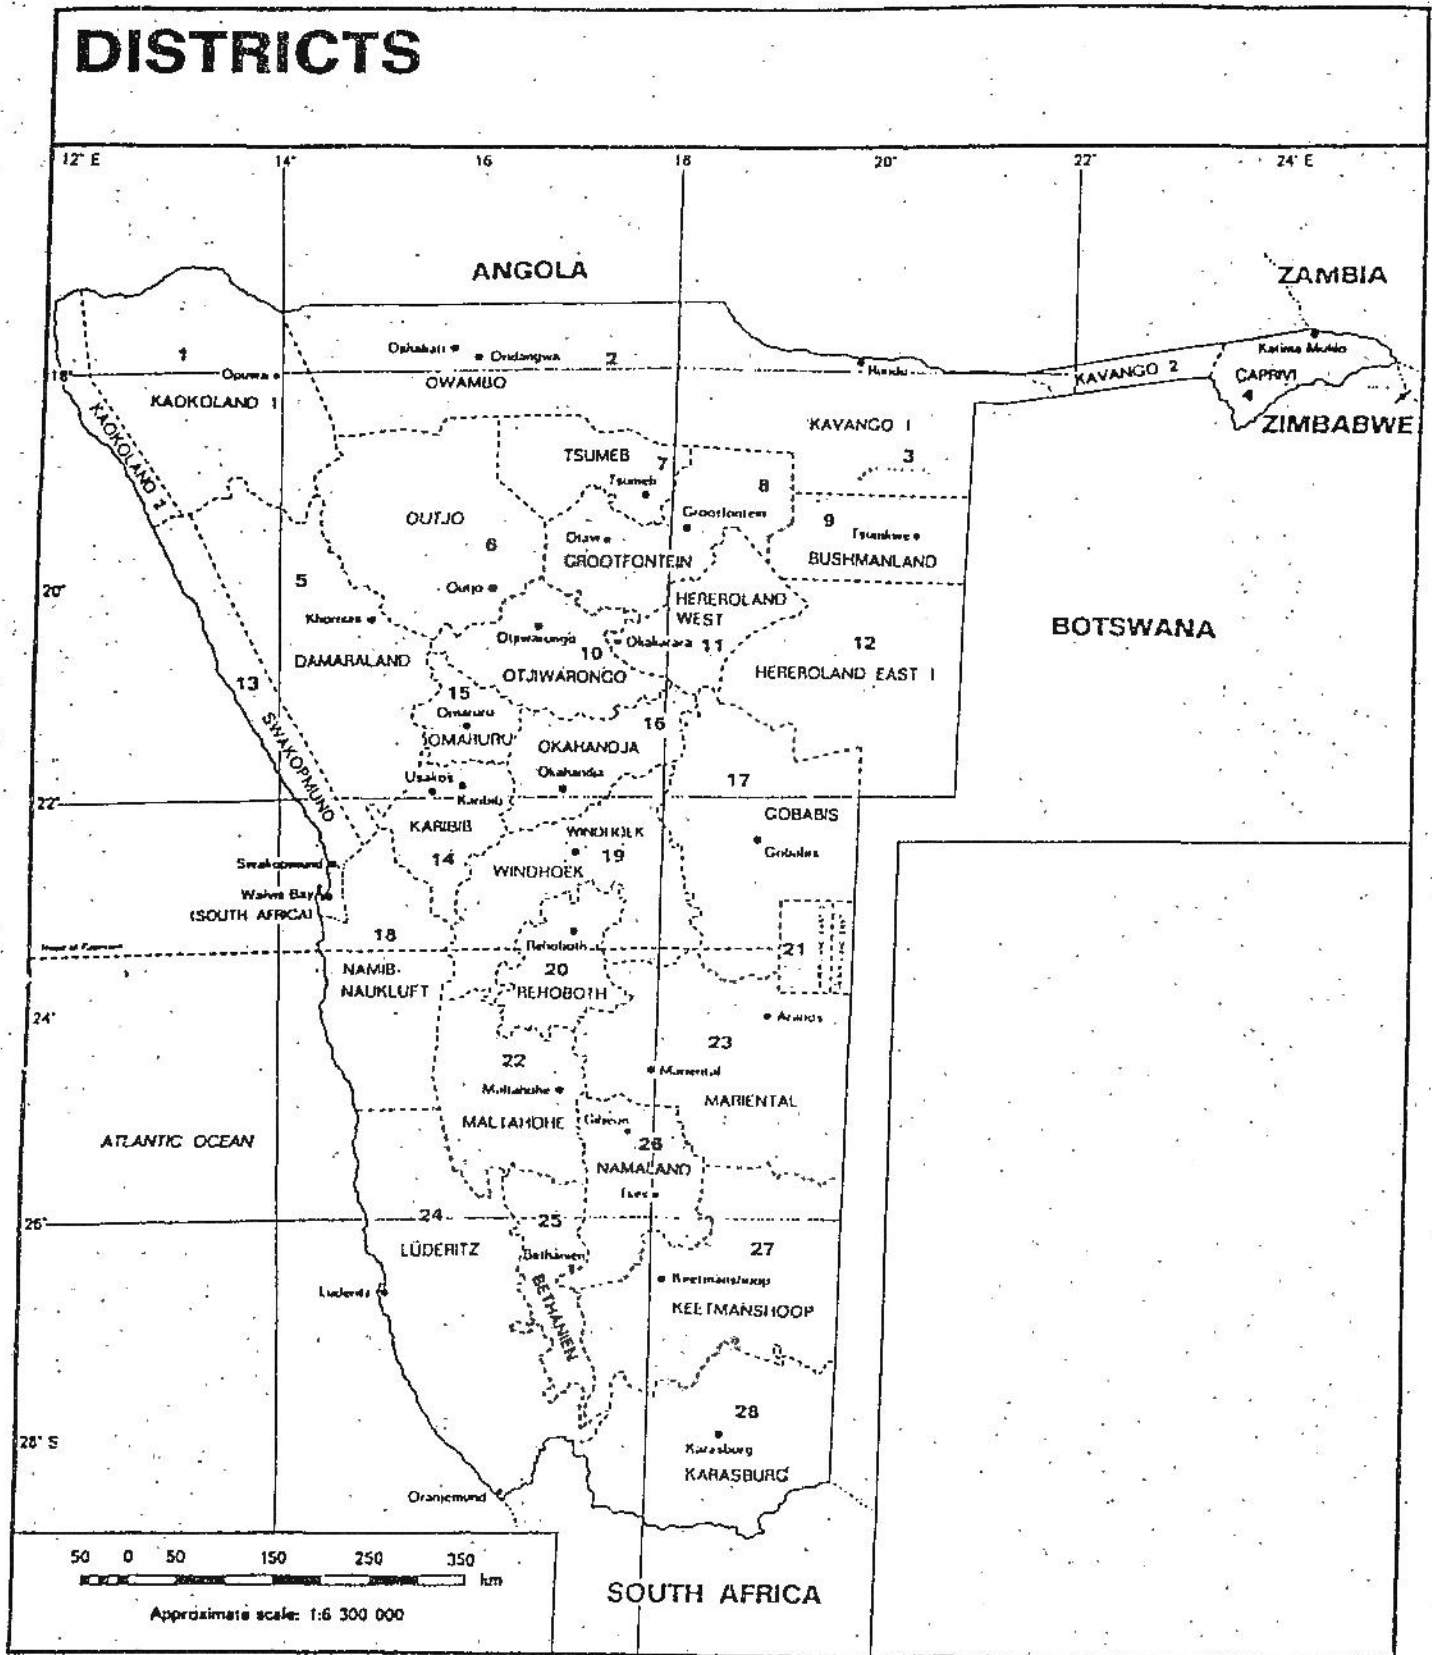 DISTRICTS
12° E
14°
16
18
20°
22°
24° E
ANGOLA
ZAMBIA
1
Oshakati
Ondangwa
2
Katima Mulilo
18°
Opuwa
OWAMBO
Rundu
KAVANGO 2
CAPRIVI
4
KAOKOLAND 1
KAOKOLAND 2
KAVANGO 1
ZIMBABWE
TSUMEB
7
3
Tsumeb
8
OUTJO
Grootfontein
9
6
Otavi
Tsumkwe
GROOTFONTEIN
BUSHMANLAND
5
20°
Outjo
HEREROLAND
WEST
Khorixas
BOTSWANA
Otjiwarongo
Okakarara
11
12
10
DAMARALAND
OTJIWARONGO
HEREROLAND EAST 1
13
15
Omaruru
16
SWAKOPMUND
OMARURU
OKAHANDJA
Usakos
Okahandja
17
Karibib
22°
GOBABIS
KARIBIB
WINDHOEK
14
19
Gobabis
Swakopmund
WINDHOEK
Walvis Bay
(SOUTH AFRICA)
18
Rehoboth
21
NAMIB-
NAUKLUFT
20
REHOBOTH
24°
Aranos
22
23
Mariental
Maltahöhe
MARIENTAL
MALTAHÖHE
Gibeon
ATLANTIC OCEAN
26
NAMALAND
Tses
26°
24
25
LÜDERITZ
Bethanien
27
Keetmanshoop
Lüderitz
BETHANIEN
KEETMANSHOOP
28
28° S
Karasburg
KARASBURG
Oranjemund
50 0 50 150 250 350
km
SOUTH AFRICA
Approximate scale: 1:6 300 000